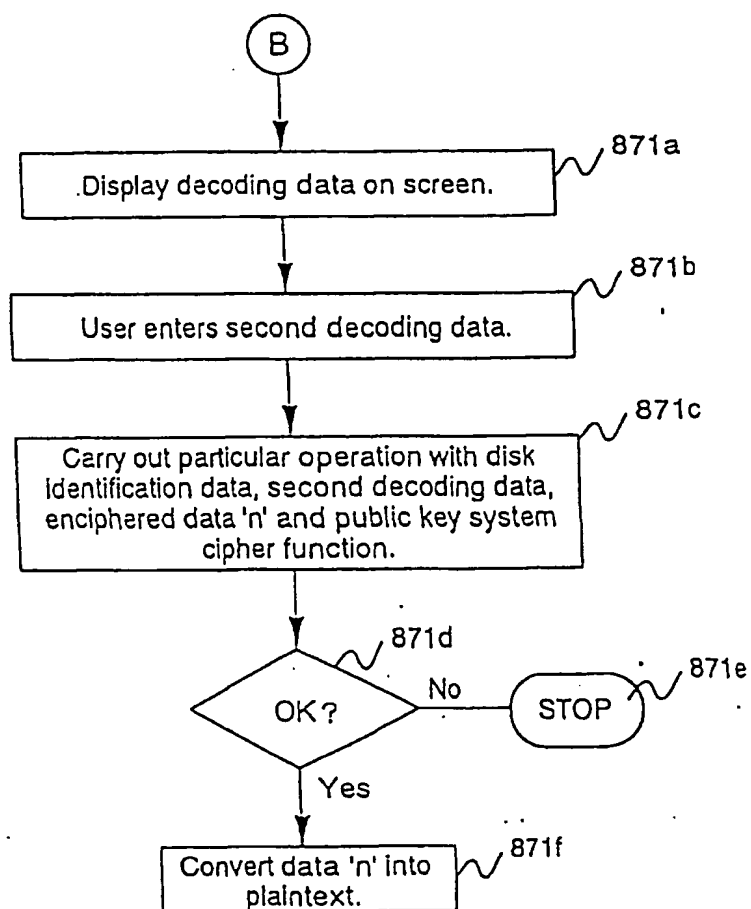 B
Display decoding data on screen.
871a
User enters second decoding data.
871b
871c
Carry out particular operation with disk
identification data, second decoding data,
enciphered data 'n' and public key system
cipher function.
871d
OK?
No
STOP
871e
Yes
Convert data 'n' into
plaintext.
871f